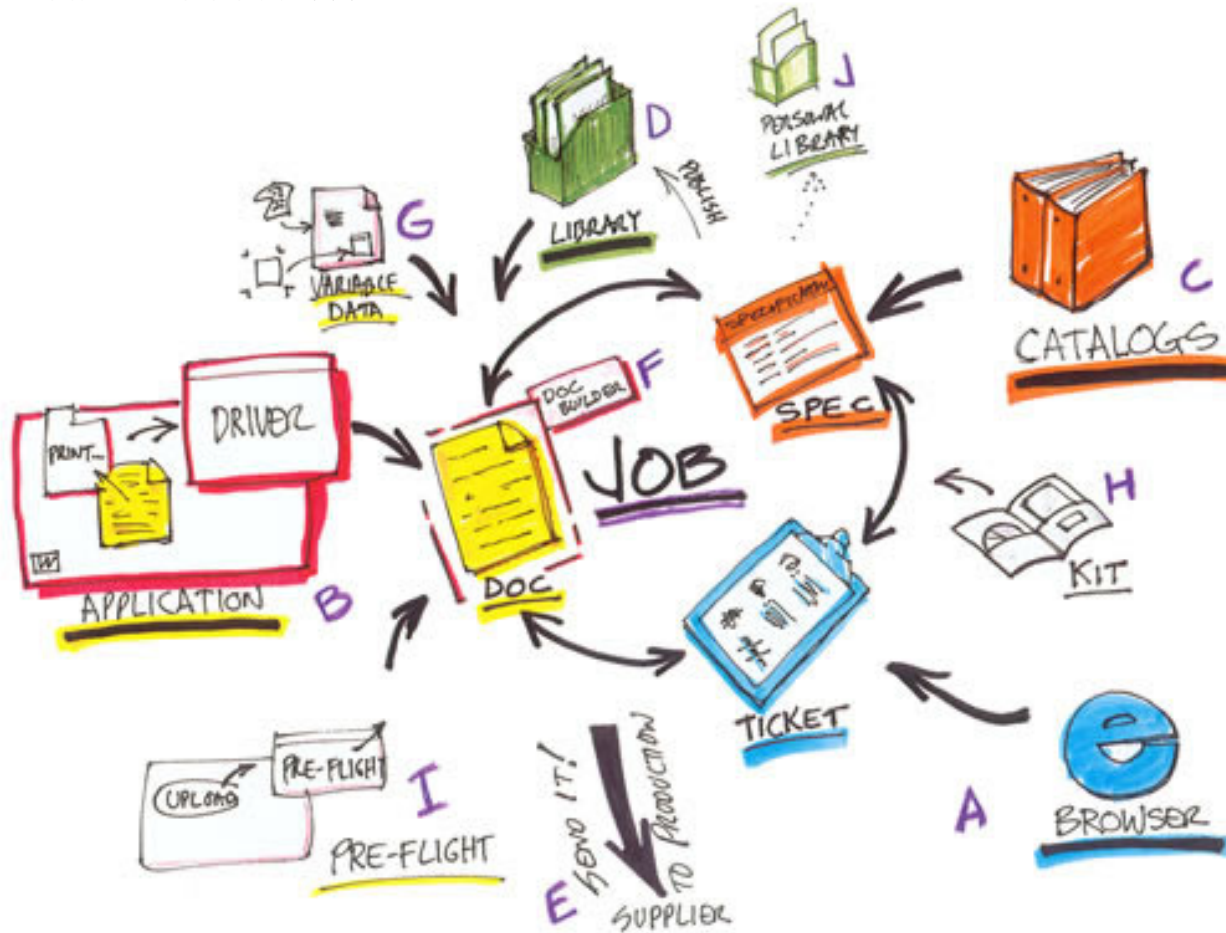 D
LIBRARY
PUBLISH
J
PERSONAL
LIBRARY
G
VARIABLE
DATA
C
CATALOGS
SPECIFICATION
SPEC
F
DOC
BUILDER
JOB
DOC
PRINT...
DRIVER
W
APPLICATION
B
H
KIT
TICKET
e
A
BROWSER
UPLOAD
PRE-FLIGHT
I
PRE-FLIGHT
E
SEND IT!
TO PRODUCTION
SUPPLIER